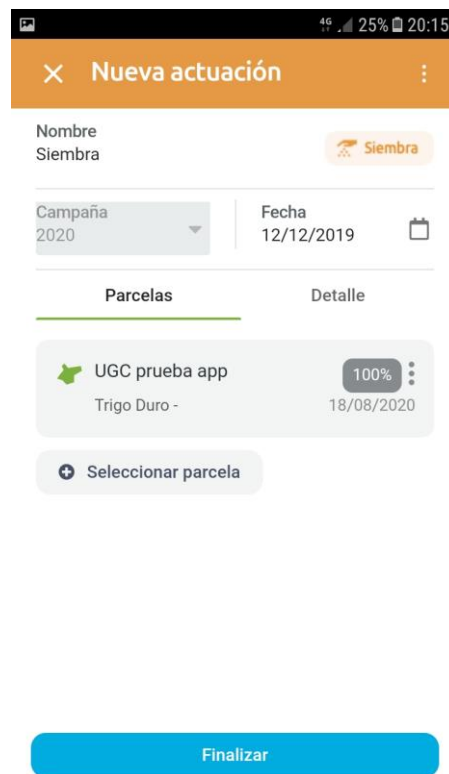 4G 25% 20:15
Nueva actuación
Nombre
Siembra
Siembra
Campaña
2020
Fecha
12/12/2019
Parcelas Detalle
UGC prueba app
100%
Trigo Duro -
18/08/2020
Seleccionar parcela
Finalizar